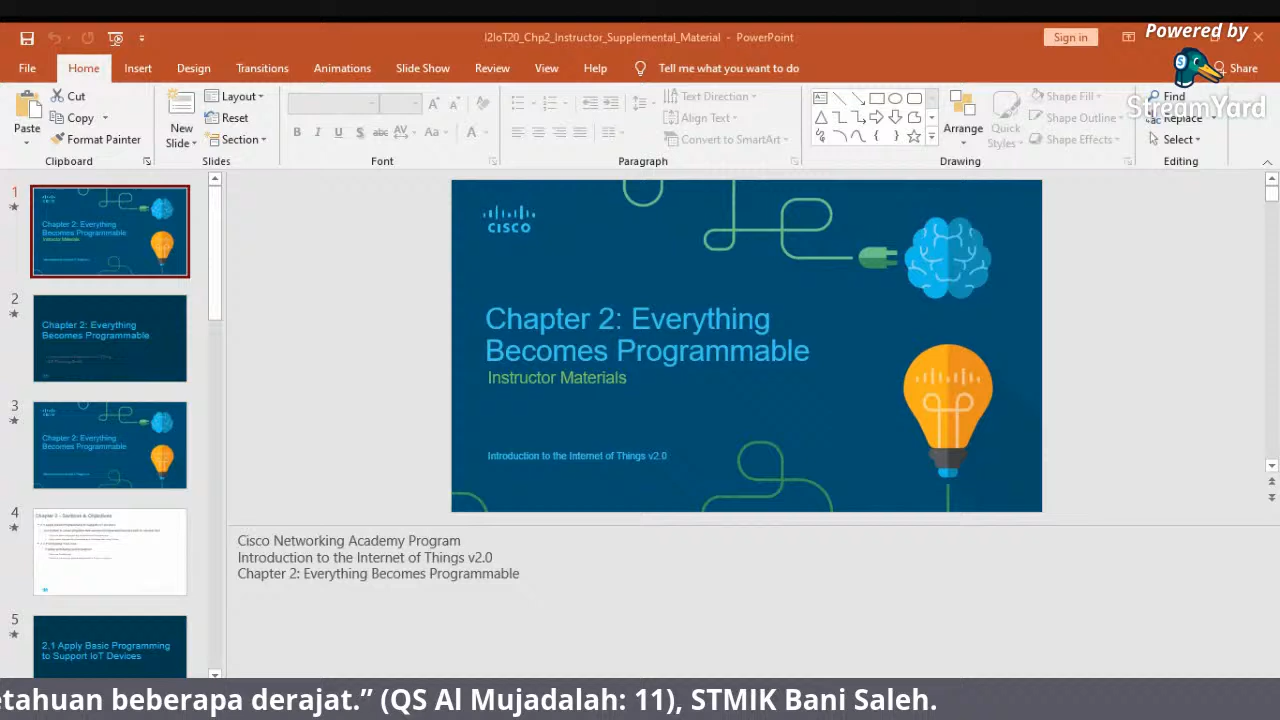 I2IoT20_Chp2_Instructor_Supplemental_Material - PowerPoint
Sign in
Powered by
StreamYard
File Home Insert Design Transitions Animations Slide Show Review View Help Tell me what you want to do Share
Paste
Cut
Copy
Format Painter
Clipboard
New Slide
Layout
Reset
Section
Slides
Font
Text Direction
Align Text
Convert to SmartArt
Paragraph
Arrange
Quick Styles
Shape Fill
Shape Outline
Shape Effects
Drawing
Find
Replace
Select
Editing
1
Chapter 2: Everything
Becomes Programmable
Instructor Materials
2
Chapter 2: Everything
Becomes Programmable
3
Chapter 2: Everything
Becomes Programmable
4
5
2.1 Apply Basic Programming
to Support IoT Devices
CISCO
Chapter 2: Everything
Becomes Programmable
Instructor Materials
Introduction to the Internet of Things v2.0
Cisco Networking Academy Program
Introduction to the Internet of Things v2.0
Chapter 2: Everything Becomes Programmable
etahuan beberapa derajat.” (QS Al Mujadalah: 11), STMIK Bani Saleh.